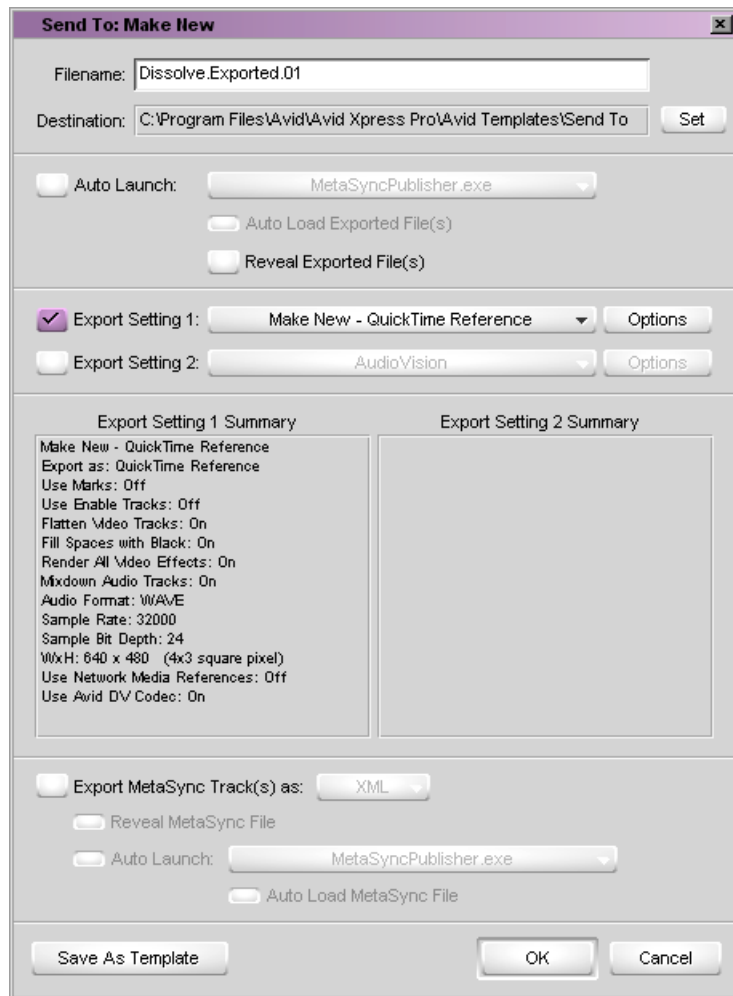 Send To: Make New
Filename: Dissolve.Exported.01
Destination: C:\Program Files\Avid\Avid Xpress Pro\Avid Templates\Send To Set
Auto Launch: MetaSyncPublisher.exe
Auto Load Exported File(s)
Reveal Exported File(s)
Export Setting 1: Make New - QuickTime Reference Options
Export Setting 2: AudioVision Options
Export Setting 1 Summary Export Setting 2 Summary
Make New - QuickTime Reference
Export as: QuickTime Reference
Use Marks: Off
Use Enable Tracks: Off
Flatten Video Tracks: On
Fill Spaces with Black: On
Render All Video Effects: On
Mixdown Audio Tracks: On
Audio Format: WAVE
Sample Rate: 32000
Sample Bit Depth: 24
WxH: 640 x 480 (4x3 square pixel)
Use Network Media References: Off
Use Avid DV Codec: On
Export MetaSync Track(s) as: XML
Reveal MetaSync File
Auto Launch: MetaSyncPublisher.exe
Auto Load MetaSync File
Save As Template OK Cancel